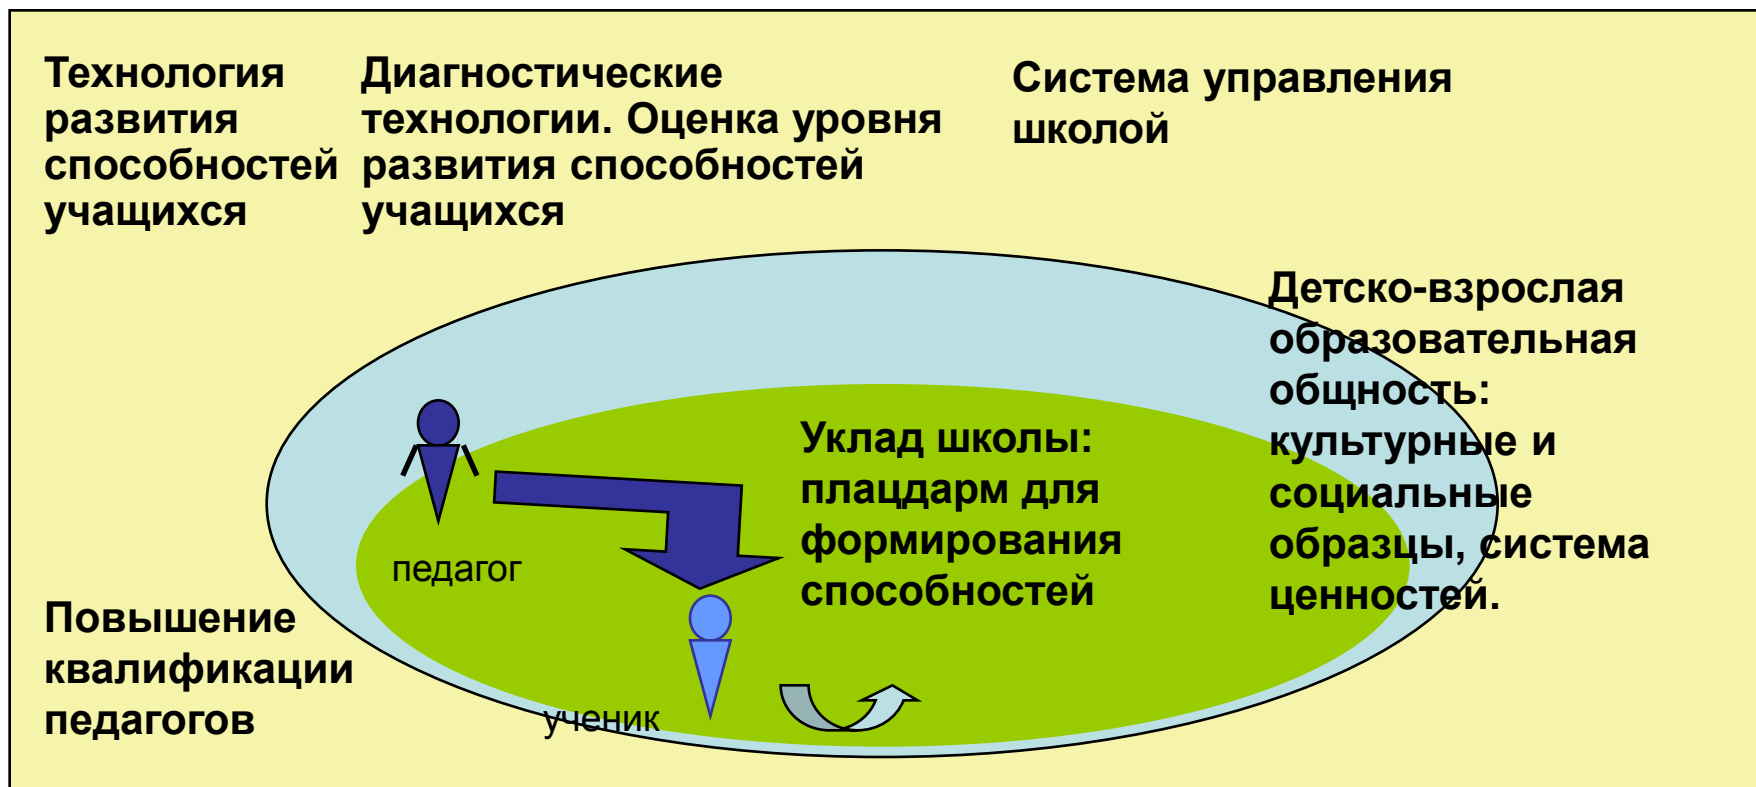 Технология
развития
способностей
учащихся
Диагностические
технологии. Оценка уровня
развития способностей
учащихся
Система управления
школой
Детско-взрослая
образовательная
общность:
культурные и
социальные
образцы, система
ценностей.
Уклад школы:
плацдарм для
формирования
способностей
педагог
ученик
Повышение
квалификации
педагогов